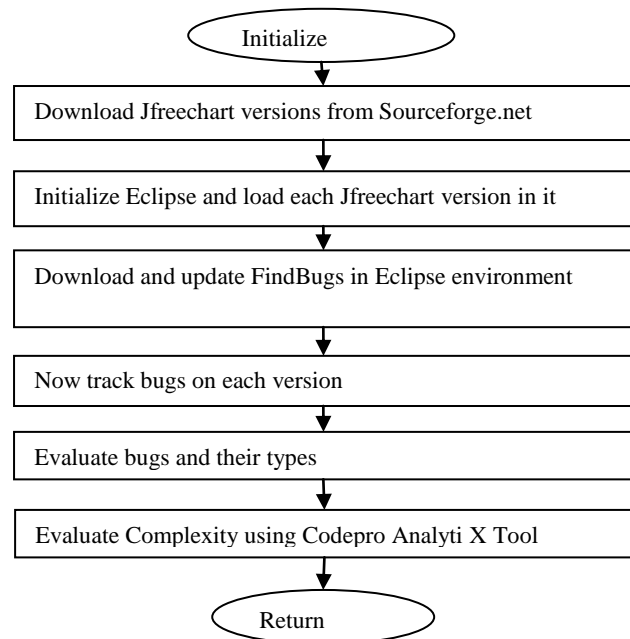 Initialize
Download Jfreechart versions from Sourceforge.net
Initialize Eclipse and load each Jfreechart version in it
Download and update FindBugs in Eclipse environment
Now track bugs on each version
Evaluate bugs and their types
Evaluate Complexity using Codepro Analyti X Tool
Return